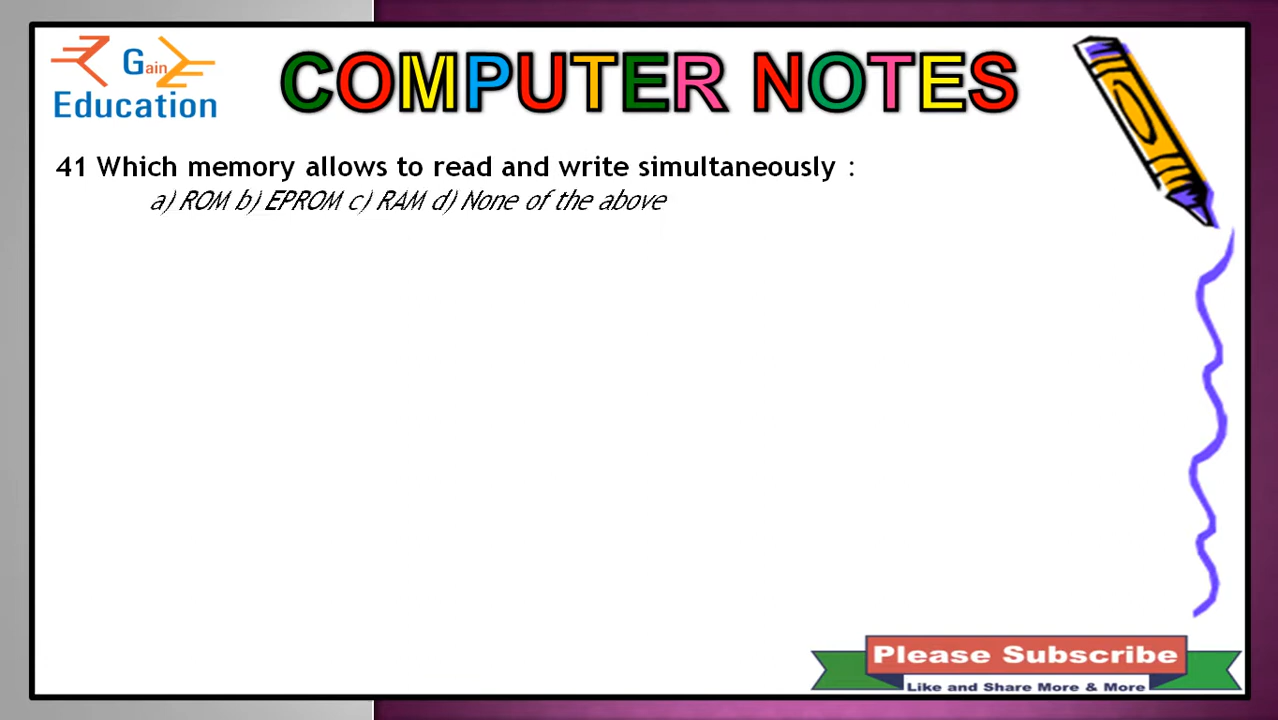 Gain
Education
COMPUTER NOTES
41 Which memory allows to read and write simultaneously :
a) ROM b) EPROM c) RAM d) None of the above
Please Subscribe
Like and Share More & More